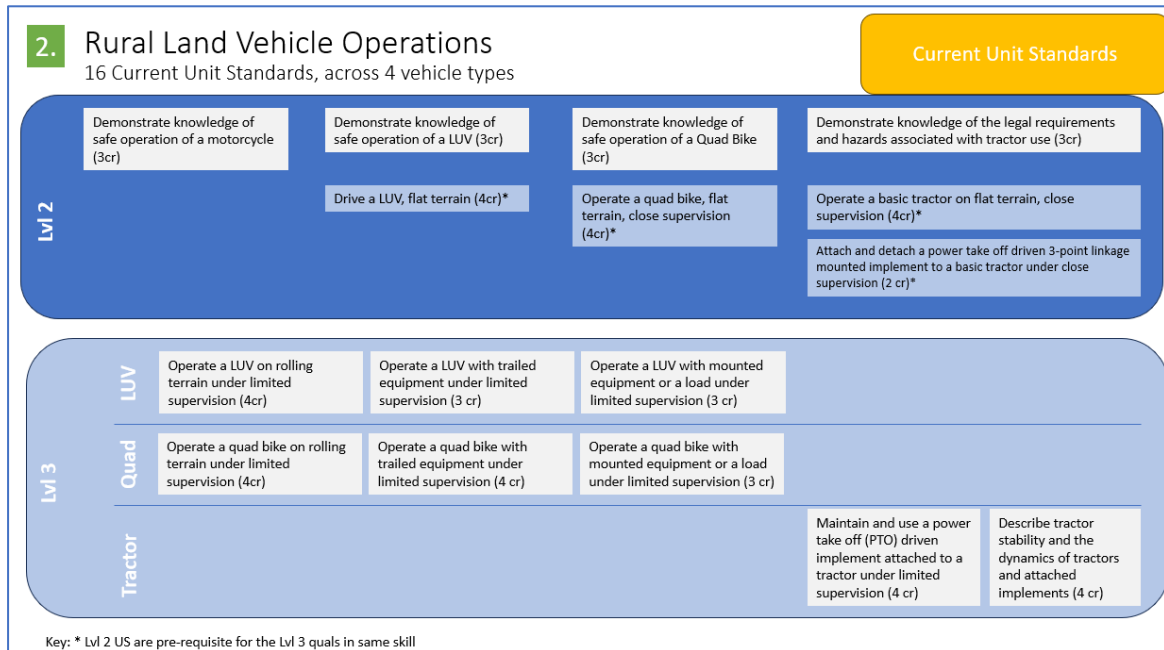 2.
Rural Land Vehicle Operations
16 Current Unit Standards, across 4 vehicle types
Current Unit Standards
Lvl 2
Demonstrate knowledge of
safe operation of a motorcycle
(3cr)
Demonstrate knowledge of
safe operation of a LUV (3cr)
Demonstrate knowledge of
safe operation of a Quad Bike
(3cr)
Demonstrate knowledge of the legal requirements
and hazards associated with tractor use (3cr)
Drive a LUV, flat terrain (4cr)*
Operate a quad bike, flat
terrain, close supervision
(4cr)*
Operate a basic tractor on flat terrain, close
supervision (4cr)*
Attach and detach a power take off driven 3-point linkage
mounted implement to a basic tractor under close
supervision (2 cr)*
Lvl 3
LUV
Operate a LUV on rolling
terrain under limited
supervision (4cr)
Operate a LUV with trailed
equipment under limited
supervision (3 cr)
Operate a LUV with mounted
equipment or a load under
limited supervision (3 cr)
Quad
Operate a quad bike on rolling
terrain under limited
supervision (4cr)
Operate a quad bike with
trailed equipment under
limited supervision (4 cr)
Operate a quad bike with
mounted equipment or a load
under limited supervision (3 cr)
Tractor
Maintain and use a power
take off (PTO) driven
implement attached to a
tractor under limited
supervision (4 cr)
Describe tractor
stability and the
dynamics of tractors
and attached
implements (4 cr)
Key: * Lvl 2 US are pre-requisite for the Lvl 3 quals in same skill